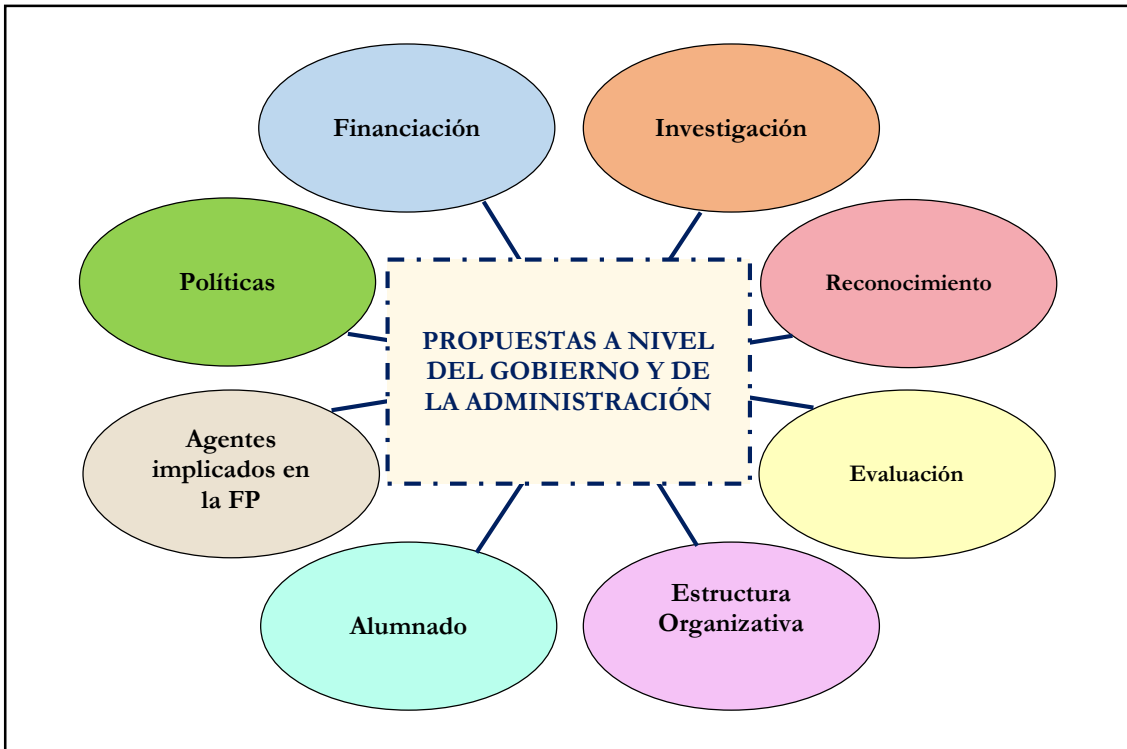 Financiación
Investigación
Políticas
Reconocimiento
PROPUESTAS A NIVEL
DEL GOBIERNO Y DE
LA ADMINISTRACIÓN
Agentes
implicados en
la FP
Evaluación
Alumnado
Estructura
Organizativa